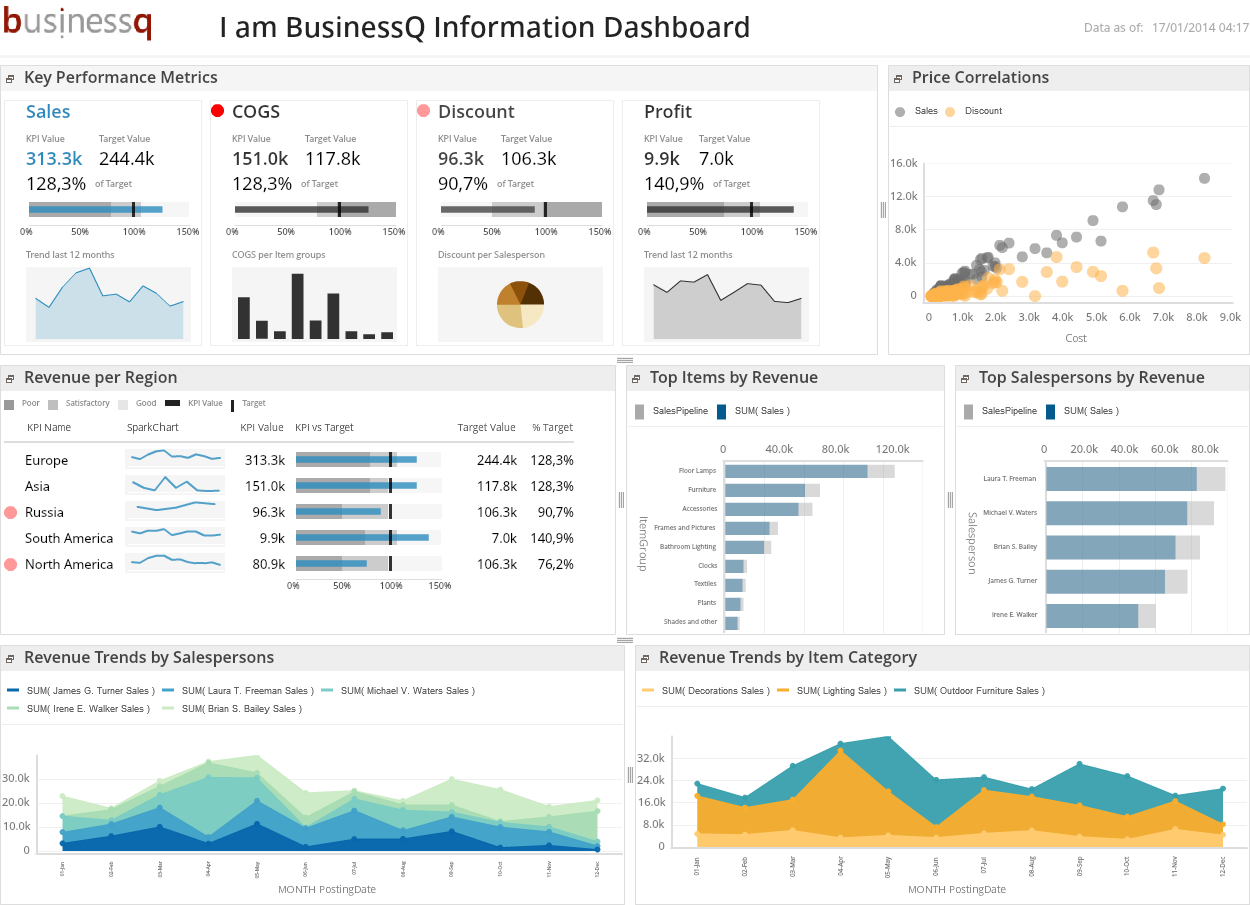 businessq
I am BusinessQ Information Dashboard
Data as of: 17/01/2014 04:17
Key Performance Metrics
Sales
KPI Value Target Value
313.3k 244.4k
128,3% of Target
0% 50% 100% 150%
Trend last 12 months
COGS
KPI Value Target Value
151.0k 117.8k
128,3% of Target
0% 50% 100% 150%
COGS per Item groups
Discount
KPI Value Target Value
96.3k 106.3k
90,7% of Target
0% 50% 100% 150%
Discount per Salesperson
Profit
KPI Value Target Value
9.9k 7.0k
140,9% of Target
0% 50% 100% 150%
Trend last 12 months
Price Correlations
Sales Discount
16.0k
12.0k
8.0k
4.0k
0
0 1.0k 2.0k 3.0k 4.0k 5.0k 6.0k 7.0k 8.0k 9.0k
Cost
Revenue per Region
Poor Satisfactory Good KPI Value Target
KPI Name SparkChart KPI Value KPI vs Target Target Value % Target
Europe 313.3k 244.4k 128,3%
Asia 151.0k 117.8k 128,3%
Russia 96.3k 106.3k 90,7%
South America 9.9k 7.0k 140,9%
North America 80.9k 106.3k 76,2%
0% 50% 100% 150%
Top Items by Revenue
SalesPipeline SUM( Sales )
0 40.0k 80.0k 120.0k
ItemGroup
Floor Lamps
Furniture
Accessories
Frames and Pictures
Bathroom Lighting
Clocks
Textiles
Plants
Shades and other
Top Salespersons by Revenue
SalesPipeline SUM( Sales )
0 20.0k 40.0k 60.0k 80.0k
Salesperson
Laura T. Freeman
Michael V. Waters
Brian S. Bailey
James G. Turner
Irene E. Walker
Revenue Trends by Salespersons
SUM( James G. Turner Sales ) SUM( Laura T. Freeman Sales ) SUM( Michael V. Waters Sales )
SUM( Irene E. Walker Sales ) SUM( Brian S. Bailey Sales )
30.0k
20.0k
10.0k
0
01-Jan 02-Feb 03-Mar 04-Apr 05-May 06-Jun 07-Jul 08-Aug 09-Sep 10-Oct 11-Nov 12-Dec
MONTH PostingDate
Revenue Trends by Item Category
SUM( Decorations Sales ) SUM( Lighting Sales ) SUM( Outdoor Furniture Sales )
32.0k
24.0k
16.0k
8.0k
0
01-Jan 02-Feb 03-Mar 04-Apr 05-May 06-Jun 07-Jul 08-Aug 09-Sep 10-Oct 11-Nov 12-Dec
MONTH PostingDate